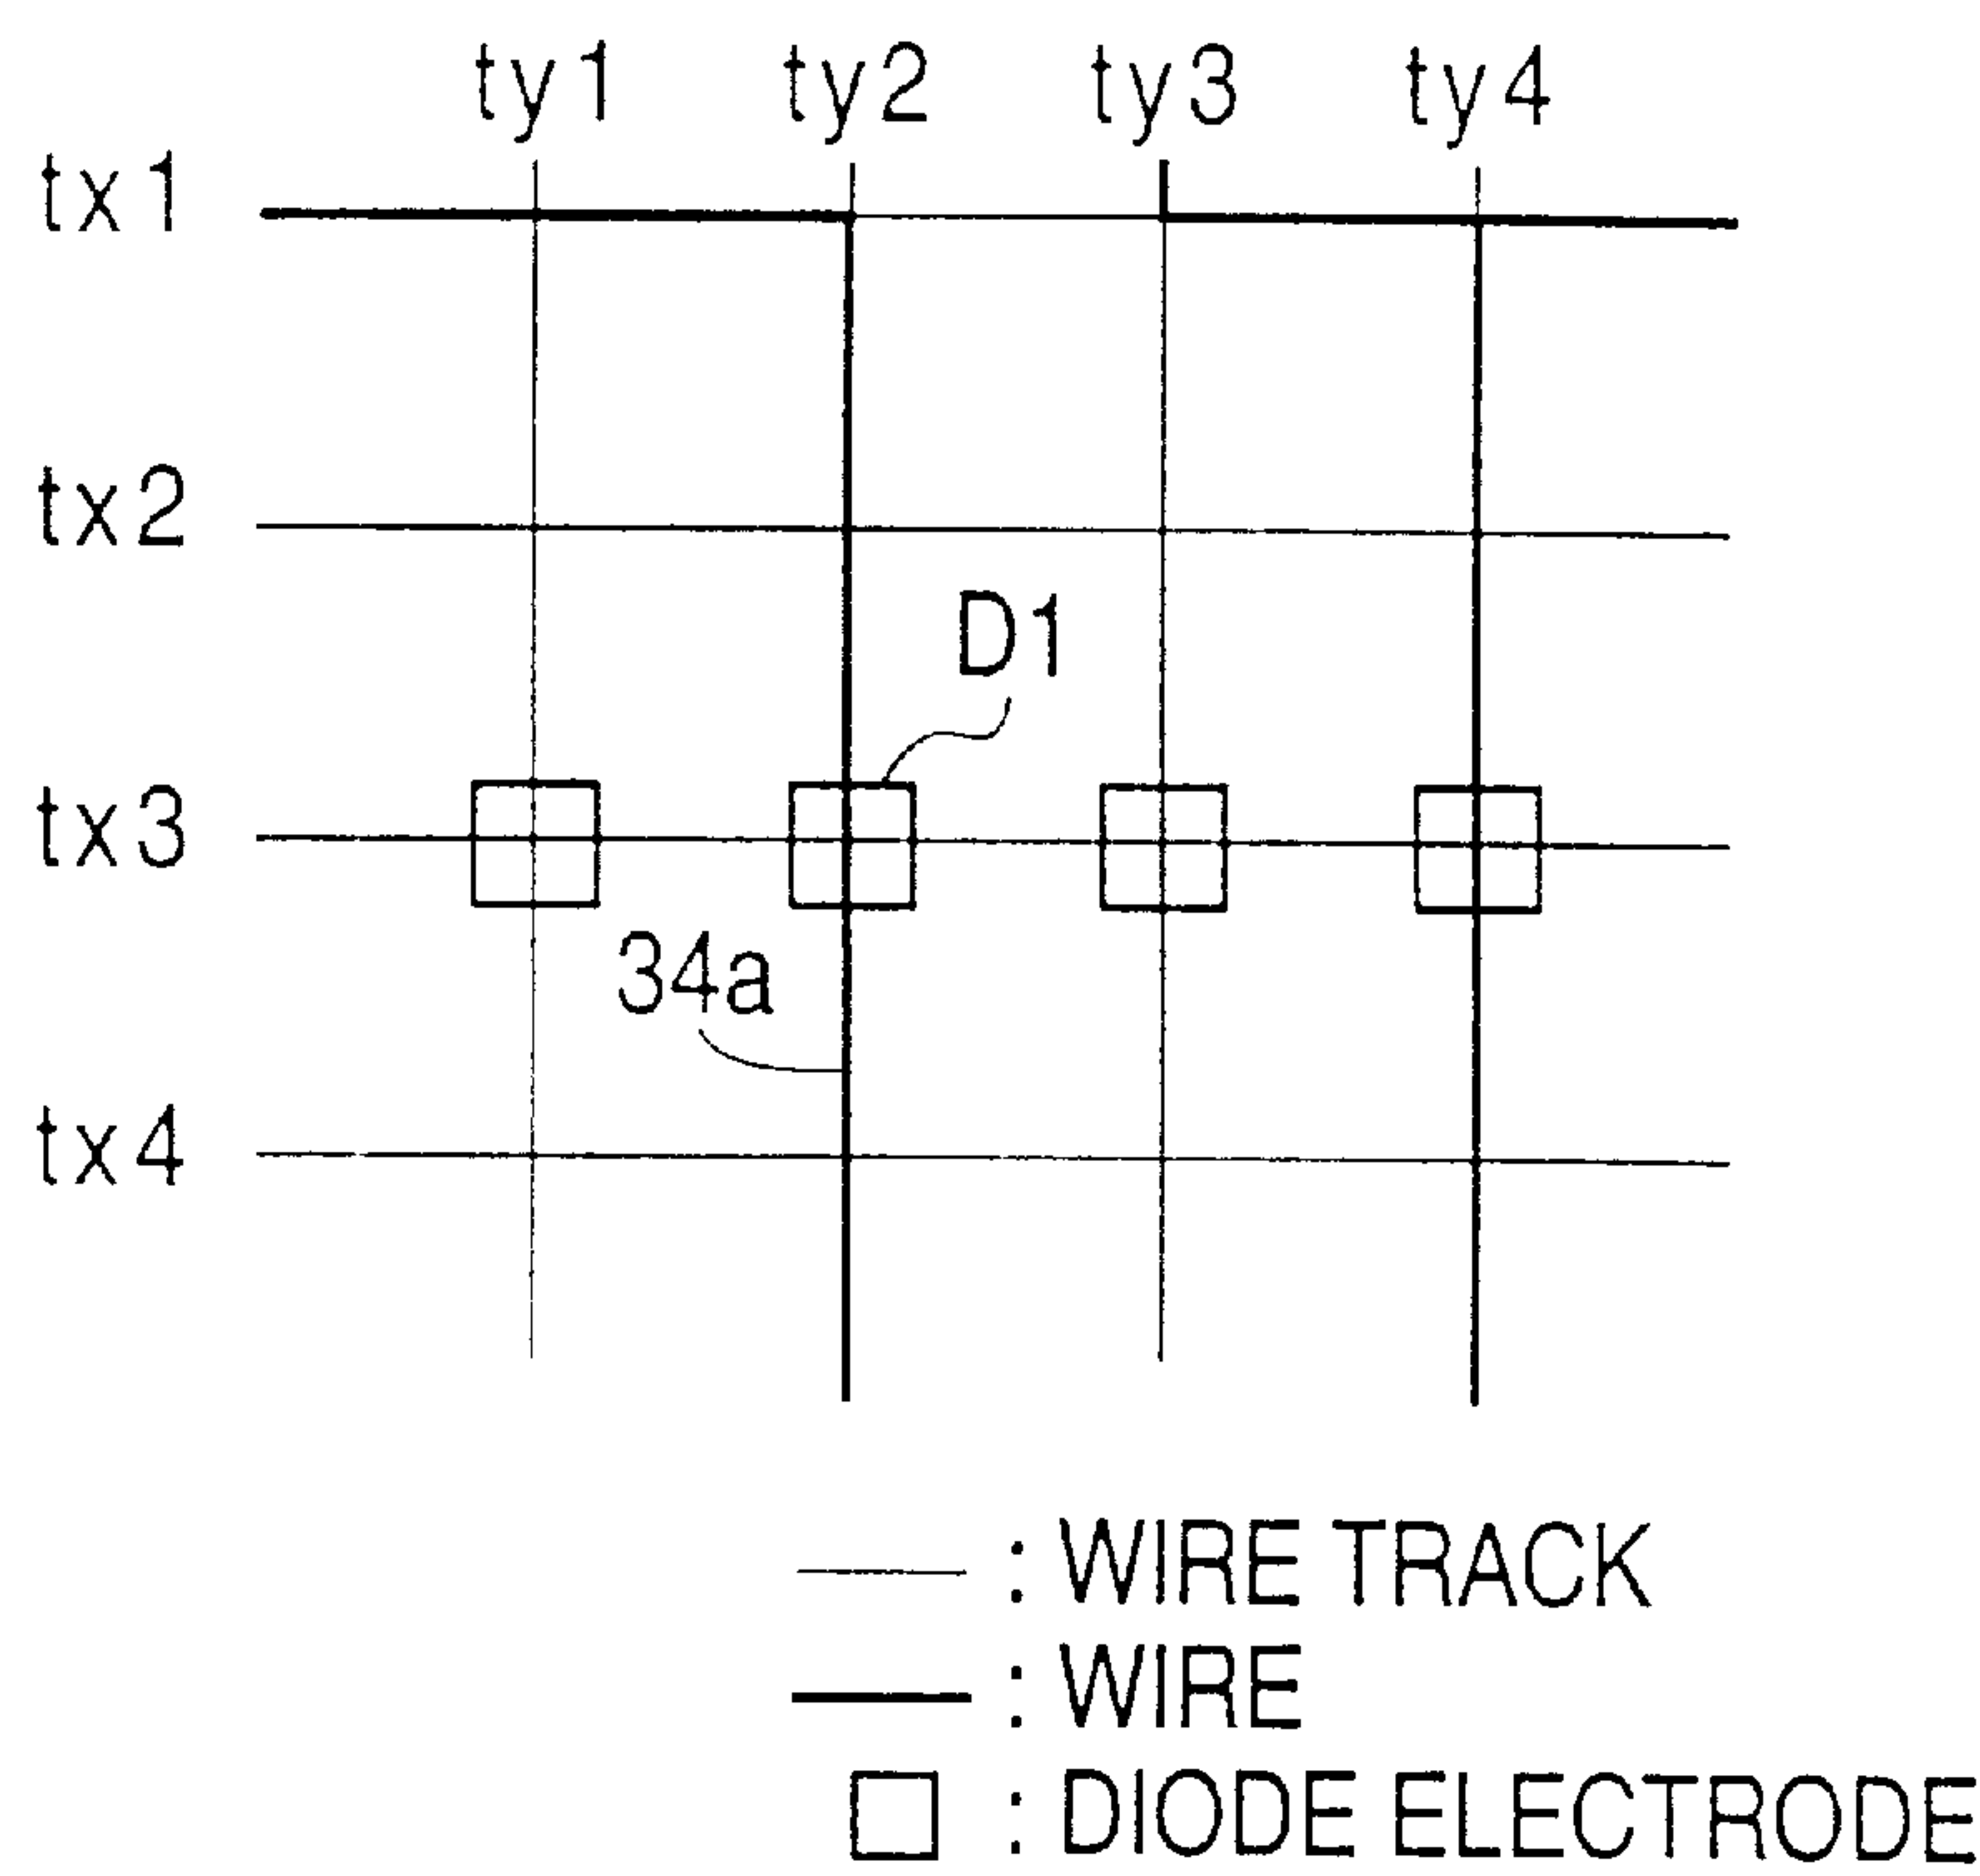 ty1 ty2 ty3 ty4
tx1
tx2
D1
tx3
34a
tx4
: WIRE TRACK
: WIRE
: DIODE ELECTRODE